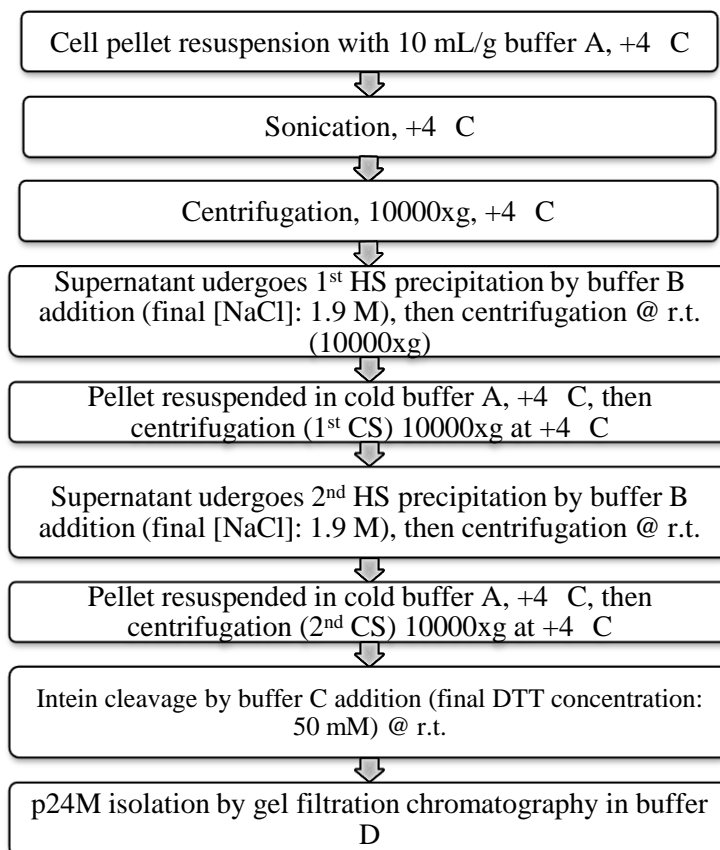 Cell pellet resuspension with 10 mL/g buffer A, +4 C
Sonication, +4 C
Centrifugation, 10000xg, +4 C
Supernatant udergoes 1st HS precipitation by buffer B
addition (final [NaCl]: 1.9 M), then centrifugation @ r.t.
(10000xg)
Pellet resuspended in cold buffer A, +4 C, then
centrifugation (1st CS) 10000xg at +4 C
Supernatant udergoes 2nd HS precipitation by buffer B
addition (final [NaCl]: 1.9 M), then centrifugation @ r.t.
Pellet resuspended in cold buffer A, +4 C, then
centrifugation (2nd CS) 10000xg at +4 C
Intein cleavage by buffer C addition (final DTT concentration:
50 mM) @ r.t.
p24M isolation by gel filtration chromatography in buffer
D